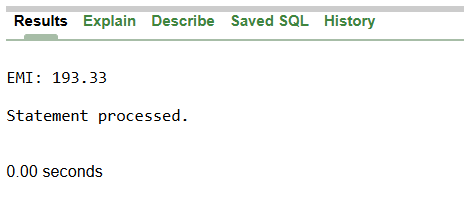 Results Explain Describe Saved SQL History
EMI: 193.33
Statement processed.
0.00 seconds